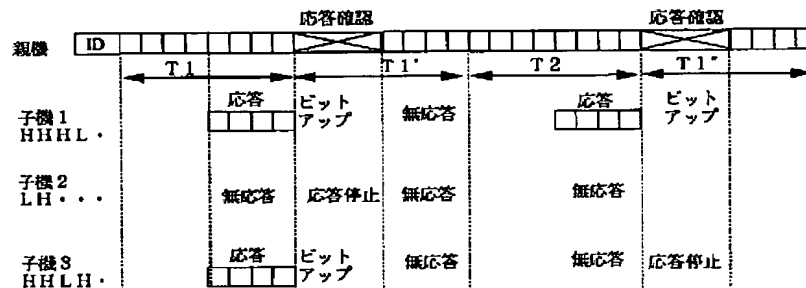 応答確認 応答確認
親機 ID
T1 T1' T2 T1"
子機1 応答 ビット 無応答 応答 ビット
HHHL・ アップ アップ
子機2 無応答 応答停止 無応答 無応答
LH・・・
子機3 応答 ビット 無応答 無応答 応答停止
HHLH・ アップ